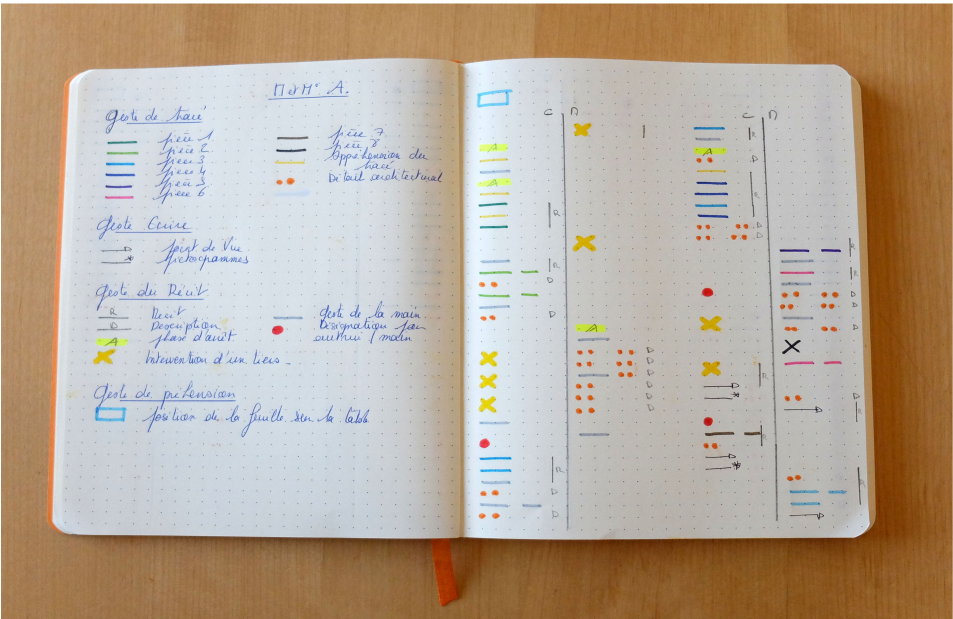 M et Mme A.
Geste de tracé
pièce 1
pièce 2
pièce 3
pièce 4
pièce 5
pièce 6
pièce 7
pièce 8
Appréhension du
tracé
Détail architectural
Geste Ecrire
point de Vue
Pictogrammes
Geste du Récit
R Récit
D Description
A phase d'arrêt
Intervention d'un tiers
geste de la main
Désignation par
autrui / main
Geste de préhension
position de la feuille sur la table